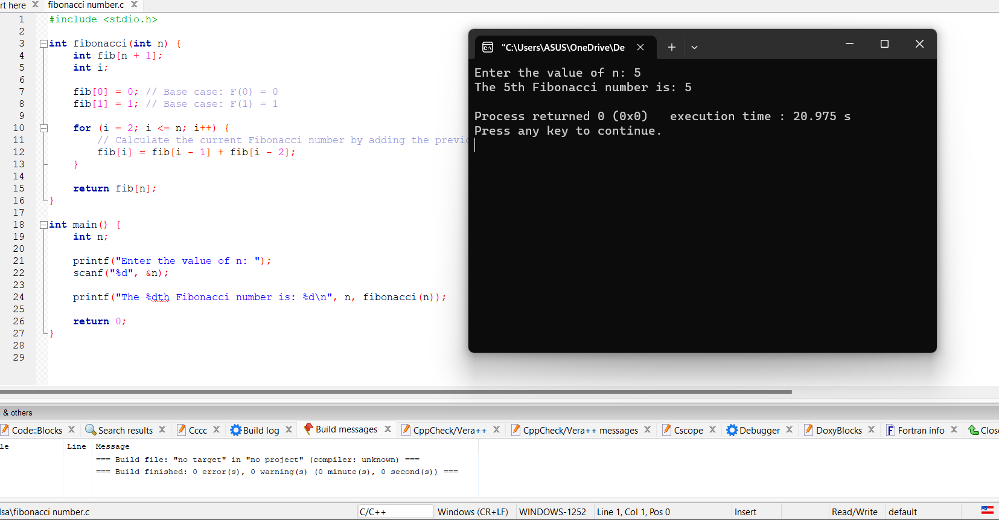 rt here X fibonacci number.c X
1 #include <stdio.h>
2
3 int fibonacci(int n) {
4 int fib[n + 1];
5 int i;
6
7 fib[0] = 0; // Base case: F(0) = 0
8 fib[1] = 1; // Base case: F(1) = 1
9
10 for (i = 2; i <= n; i++) {
11 // Calculate the current Fibonacci number by adding the previ
12 fib[i] = fib[i - 1] + fib[i - 2];
13 }
14
15 return fib[n];
16 }
17
18 int main() {
19 int n;
20
21 printf("Enter the value of n: ");
22 scanf("%d", &n);
23
24 printf("The %dth Fibonacci number is: %d\n", n, fibonacci(n));
25
26 return 0;
27 }
28
29
"C:\Users\ASUS\OneDrive\De
Enter the value of n: 5
The 5th Fibonacci number is: 5
Process returned 0 (0x0) execution time : 20.975 s
Press any key to continue.
& others
Code::Blocks X Search results X Cccc X Build log X Build messages X CppCheck/Vera++ X CppCheck/Vera++ messages X Cscope X Debugger X DoxyBlocks X Fortran info X Clos
le Line Message
=== Build file: "no target" in "no project" (compiler: unknown) ===
=== Build finished: 0 error(s), 0 warning(s) (0 minute(s), 0 second(s)) ===
lsa\fibonacci number.c C/C++ Windows (CR+LF) WINDOWS-1252 Line 1, Col 1, Pos 0 Insert Read/Write default